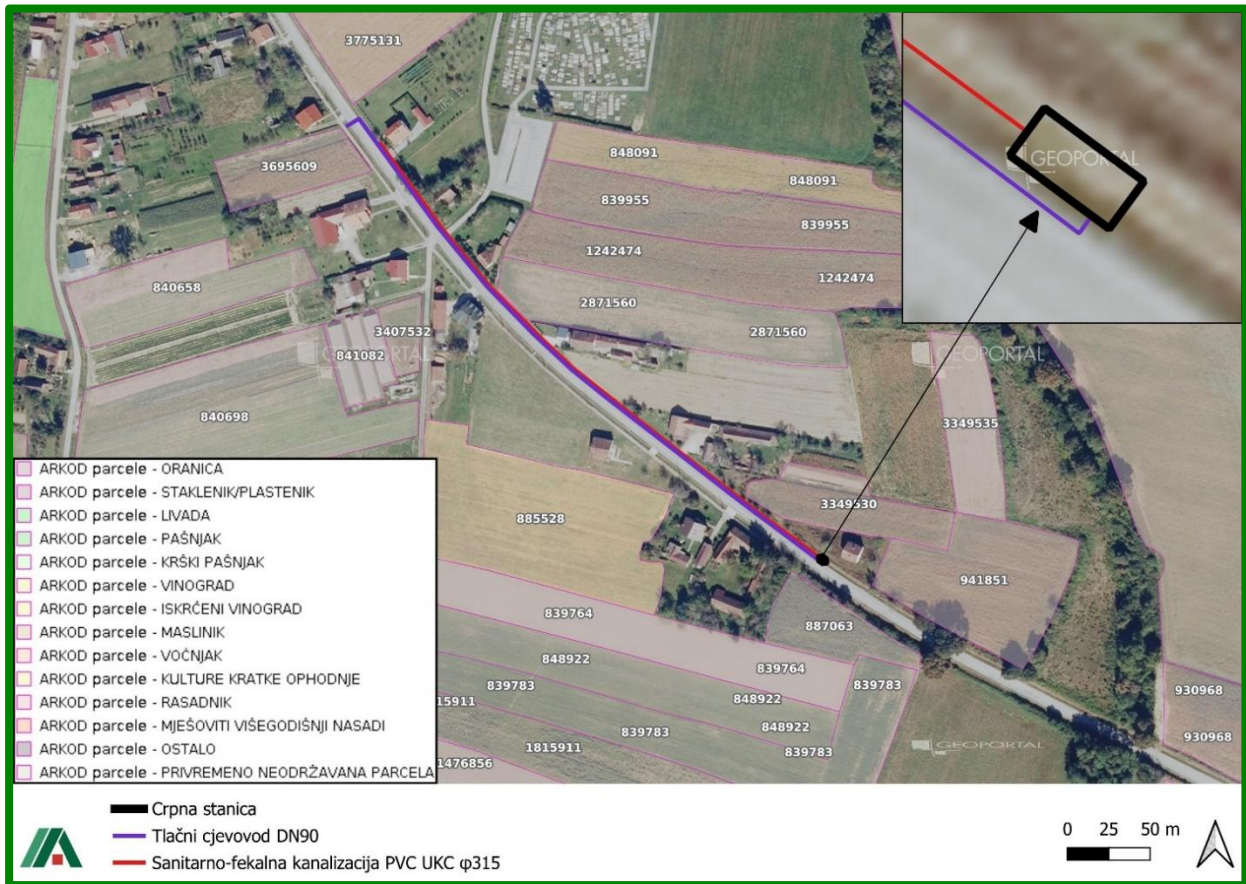 3775131
3695609
848091
848091
839955
839955
1242474
1242474
2871560
2871560
840658
3407532
841082
840698
3349535
3349530
885528
941851
887063
839764
839764
848922
848922
848922
839783
839783
839783
839783
15911
1815911
1476856
930968
930968
GEOPORTAL
GEOPORTAL
GEOPORTAL
GEOPORTAL
ARKOD parcele - ORANICA
ARKOD parcele - STAKLENIK/PLASTENIK
ARKOD parcele - LIVADA
ARKOD parcele - PAŠNJAK
ARKOD parcele - KRŠKI PAŠNJAK
ARKOD parcele - VINOGRAD
ARKOD parcele - ISKRČENI VINOGRAD
ARKOD parcele - MASLINIK
ARKOD parcele - VOĆNJAK
ARKOD parcele - KULTURE KRATKE OPHODNJE
ARKOD parcele - RASADNIK
ARKOD parcele - MJEŠOVITI VIŠEGODIŠNJI NASADI
ARKOD parcele - OSTALO
ARKOD parcele - PRIVREMENO NEODRŽAVANA PARCELA
Crpna stanica
Tlačni cjevovod DN90
Sanitarno-fekalna kanalizacija PVC UKC φ315
0 25 50 m